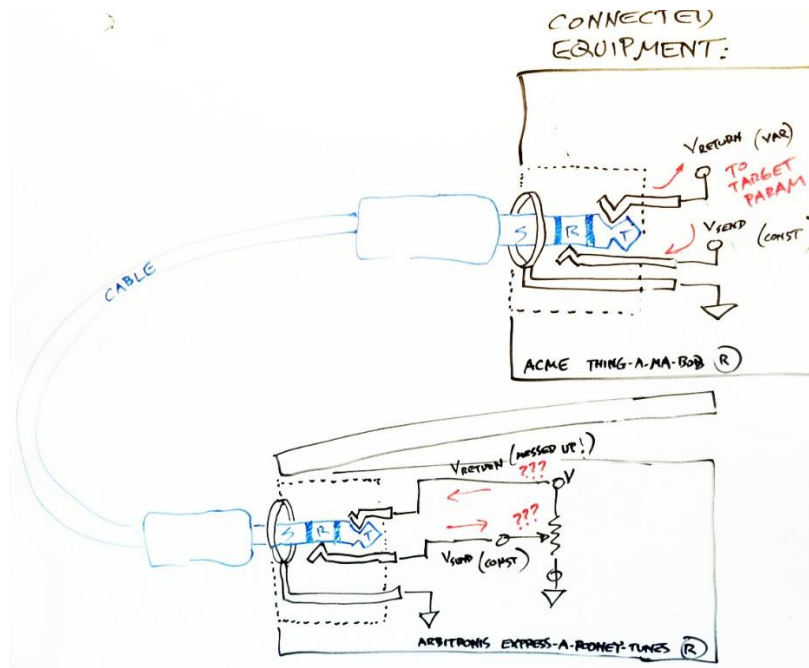 CONNECTED
EQUIPMENT:
VRETURN (VAR)
TO
TARGET
PARAM
VSEND
(CONST)
S R T
CABLE
ACME THING-A-MA-BOB R
VRETURN (MESSED UP!)
???
V
S R T
???
VSEND (CONST)
ARBITRONIS EXPRESS-A-PODNET-TUNES R